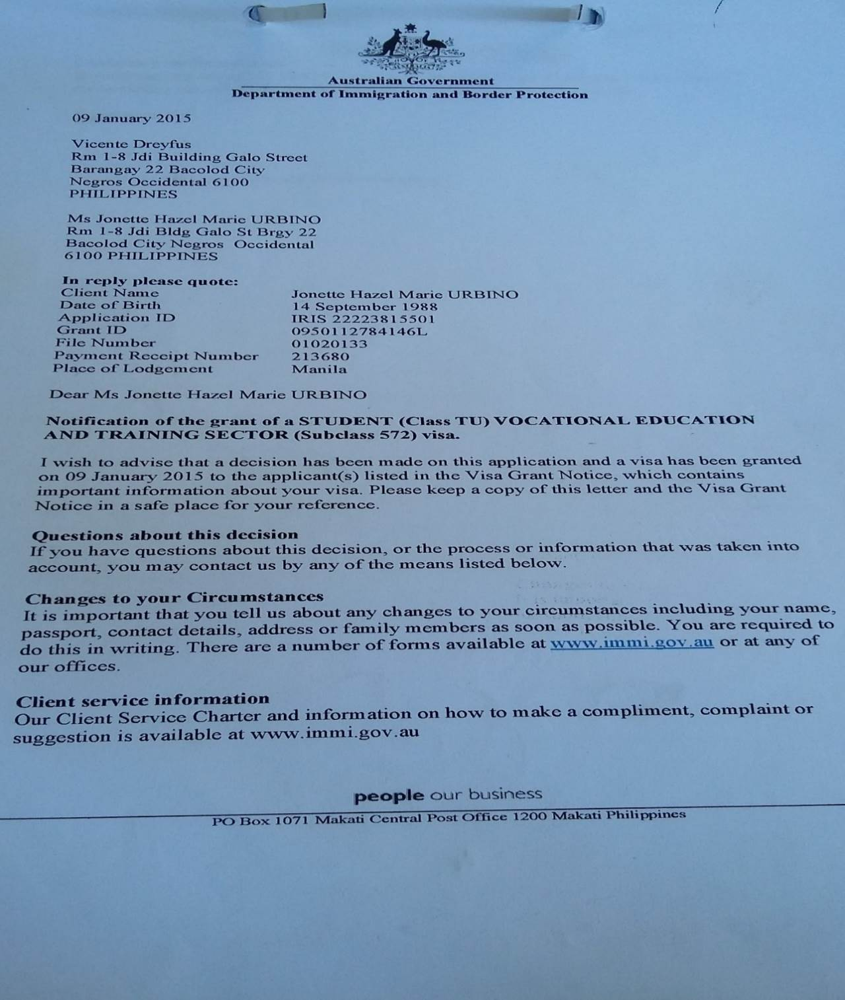 Australian Government
Department of Immigration and Border Protection
09 January 2015
Vicente Dreyfus
Rm 1-8 Jdi Building Galo Street
Barangay 22 Bacolod City
Negros Occidental 6100
PHILIPPINES
Ms Jonette Hazel Marie URBINO
Rm 1-8 Jdi Bldg Galo St Brgy 22
Bacolod City Negros Occidental
6100 PHILIPPINES
In reply please quote:
Client Name Jonette Hazel Marie URBINO
Date of Birth 14 September 1988
Application ID IRIS 22223815501
Grant ID 0950112784146L
File Number 01020133
Payment Receipt Number 213680
Place of Lodgement Manila
Dear Ms Jonette Hazel Marie URBINO
Notification of the grant of a STUDENT (Class TU) VOCATIONAL EDUCATION
AND TRAINING SECTOR (Subclass 572) visa.
I wish to advise that a decision has been made on this application and a visa has been granted
on 09 January 2015 to the applicant(s) listed in the Visa Grant Notice, which contains
important information about your visa. Please keep a copy of this letter and the Visa Grant
Notice in a safe place for your reference.
Questions about this decision
If you have questions about this decision, or the process or information that was taken into
account, you may contact us by any of the means listed below.
Changes to your Circumstances
It is important that you tell us about any changes to your circumstances including your name,
passport, contact details, address or family members as soon as possible. You are required to
do this in writing. There are a number of forms available at www.immi.gov.au or at any of
our offices.
Client service information
Our Client Service Charter and information on how to make a compliment, complaint or
suggestion is available at www.immi.gov.au
people our business
PO Box 1071 Makati Central Post Office 1200 Makati Philippines